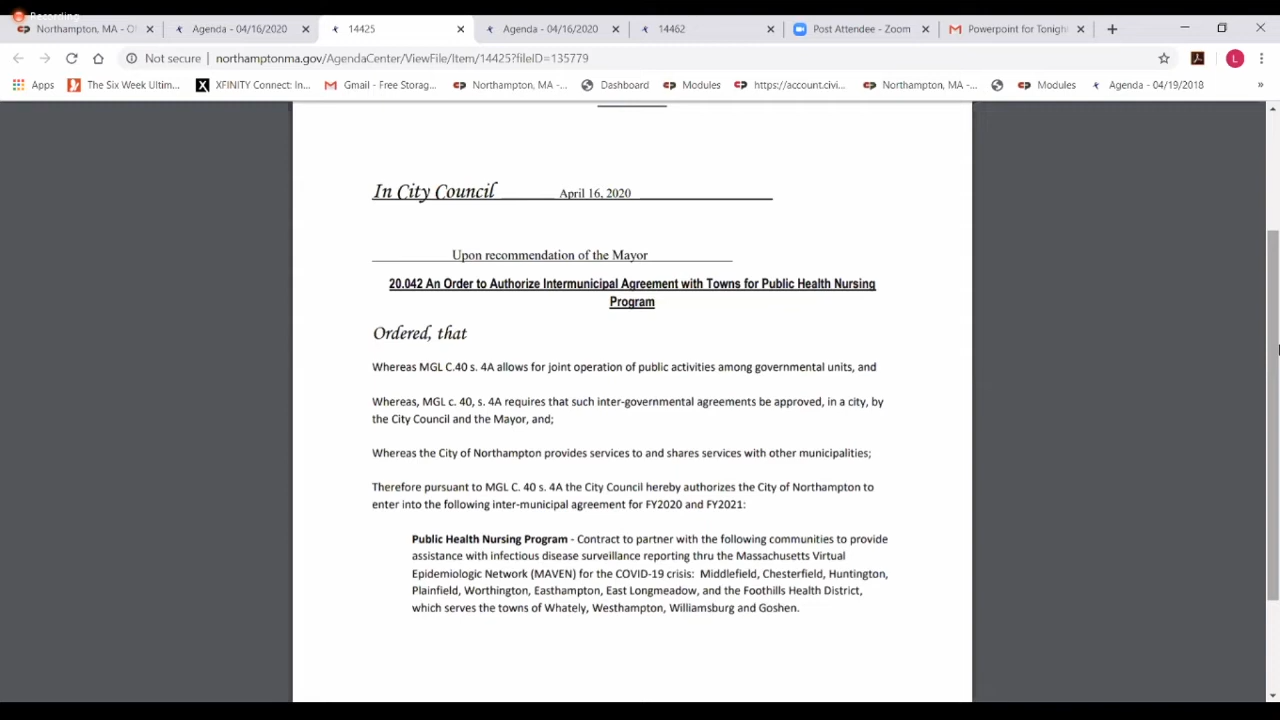 Recording
Northampton, MA - O
Agenda - 04/16/2020
14425
Agenda - 04/16/2020
14462
Post Attendee - Zoom
Powerpoint for Tonigh
Not secure
northamptonma.gov/AgendaCenter/ViewFile/Item/14425?fileID=135779
L
Apps
The Six Week Ultim...
XFINITY Connect: In...
Gmail - Free Storag...
Northampton, MA -...
Dashboard
Modules
https://account.civi...
Northampton, MA -...
Modules
Agenda - 04/19/2018
»
In City Council April 16, 2020
Upon recommendation of the Mayor
20.042 An Order to Authorize Intermunicipal Agreement with Towns for Public Health Nursing
Program
Ordered, that
Whereas MGL C.40 s. 4A allows for joint operation of public activities among governmental units, and
Whereas, MGL c. 40, s. 4A requires that such inter-governmental agreements be approved, in a city, by
the City Council and the Mayor, and;
Whereas the City of Northampton provides services to and shares services with other municipalities;
Therefore pursuant to MGL C. 40 s. 4A the City Council hereby authorizes the City of Northampton to
enter into the following inter-municipal agreement for FY2020 and FY2021:
Public Health Nursing Program - Contract to partner with the following communities to provide
assistance with infectious disease surveillance reporting thru the Massachusetts Virtual
Epidemiologic Network (MAVEN) for the COVID-19 crisis: Middlefield, Chesterfield, Huntington,
Plainfield, Worthington, Easthampton, East Longmeadow, and the Foothills Health District,
which serves the towns of Whately, Westhampton, Williamsburg and Goshen.